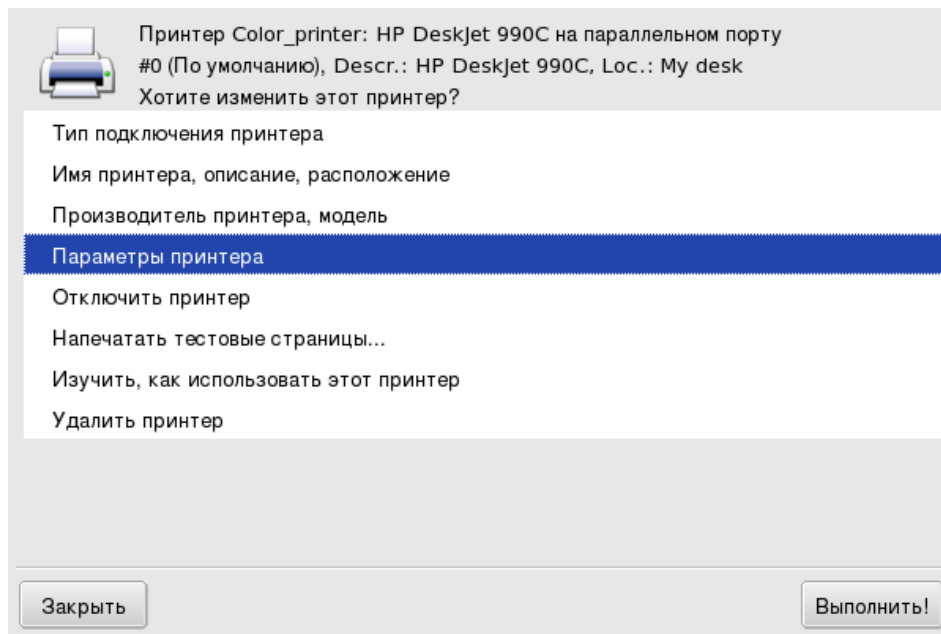 Принтер Color_printer: HP DeskJet 990C на параллельном порту
#0 (По умолчанию), Descr.: HP DeskJet 990C, Loc.: My desk
Хотите изменить этот принтер?
Тип подключения принтера
Имя принтера, описание, расположение
Производитель принтера, модель
Параметры принтера
Отключить принтер
Напечатать тестовые страницы...
Изучить, как использовать этот принтер
Удалить принтер
Закрыть
Выполнить!